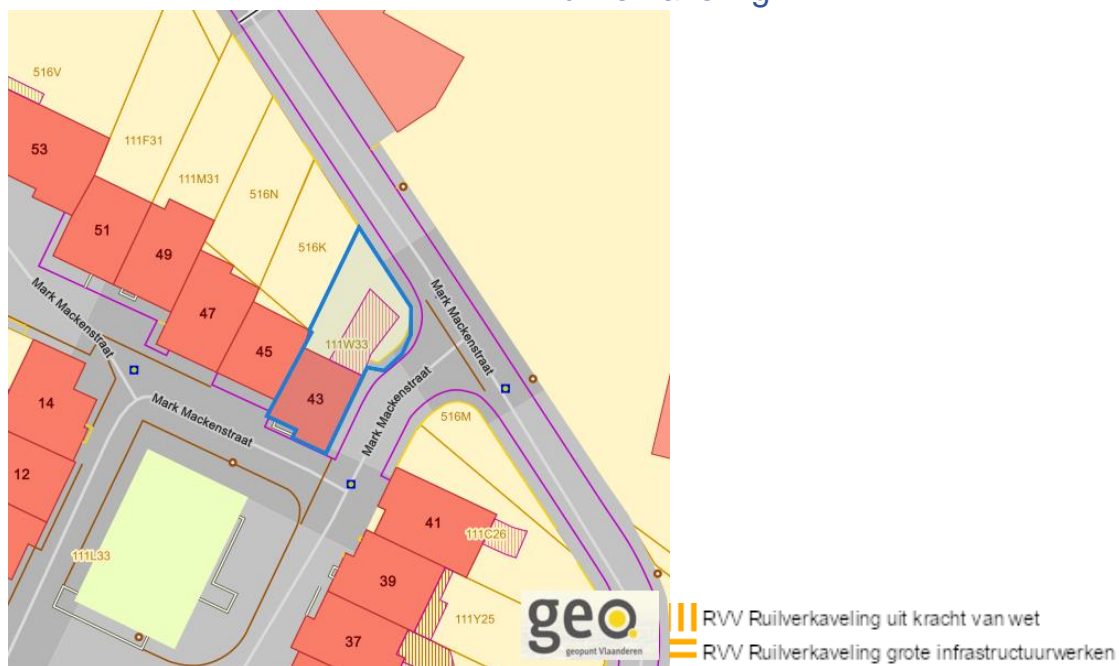 516V
53
111F31
111M31
516N
51
49
516K
Mark Mackenstraat
47
111W33
Mark Mackenstraat
45
14
43
Mark Mackenstraat
Mark Mackenstraat
516M
12
41
111C26
111L33
39
111Y25
37
geo.
geopunt Vlaanderen
RVV Ruilverkaveling uit kracht van wet
RVV Ruilverkaveling grote infrastructuurwerken